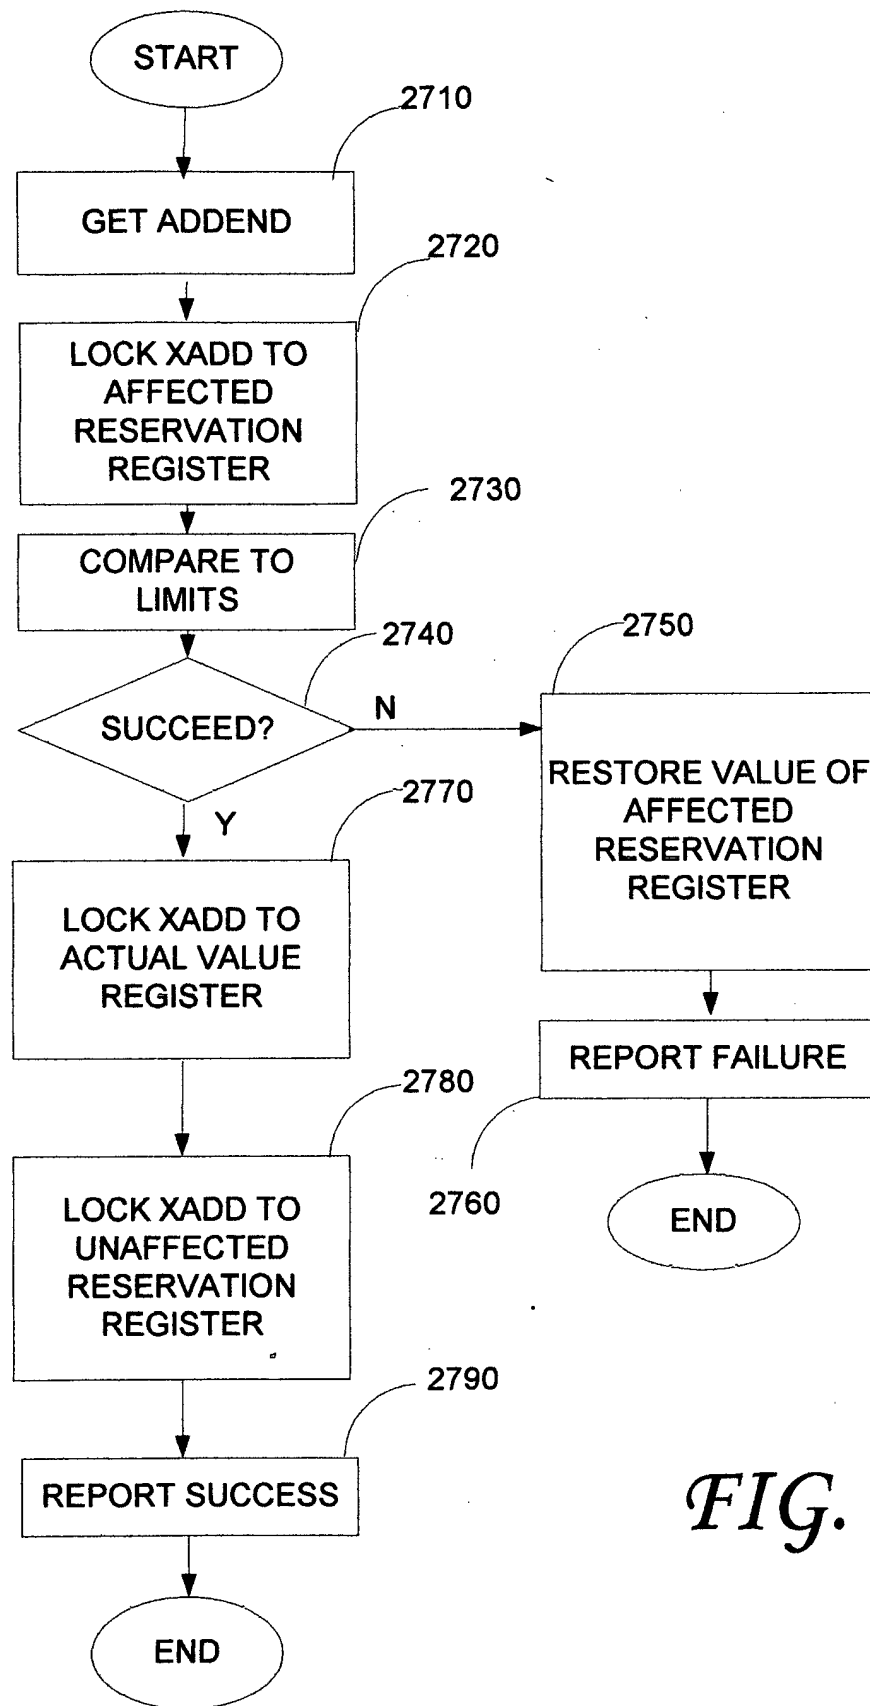 START
2710
GET ADDEND
2720
LOCK XADD TO
AFFECTED
RESERVATION
REGISTER
2730
COMPARE TO
LIMITS
2740
SUCCEED?
N
Y
2750
RESTORE VALUE OF
AFFECTED
RESERVATION
REGISTER
REPORT FAILURE
2760
END
2770
LOCK XADD TO
ACTUAL VALUE
REGISTER
2780
LOCK XADD TO
UNAFFECTED
RESERVATION
REGISTER
2790
REPORT SUCCESS
END
FIG.